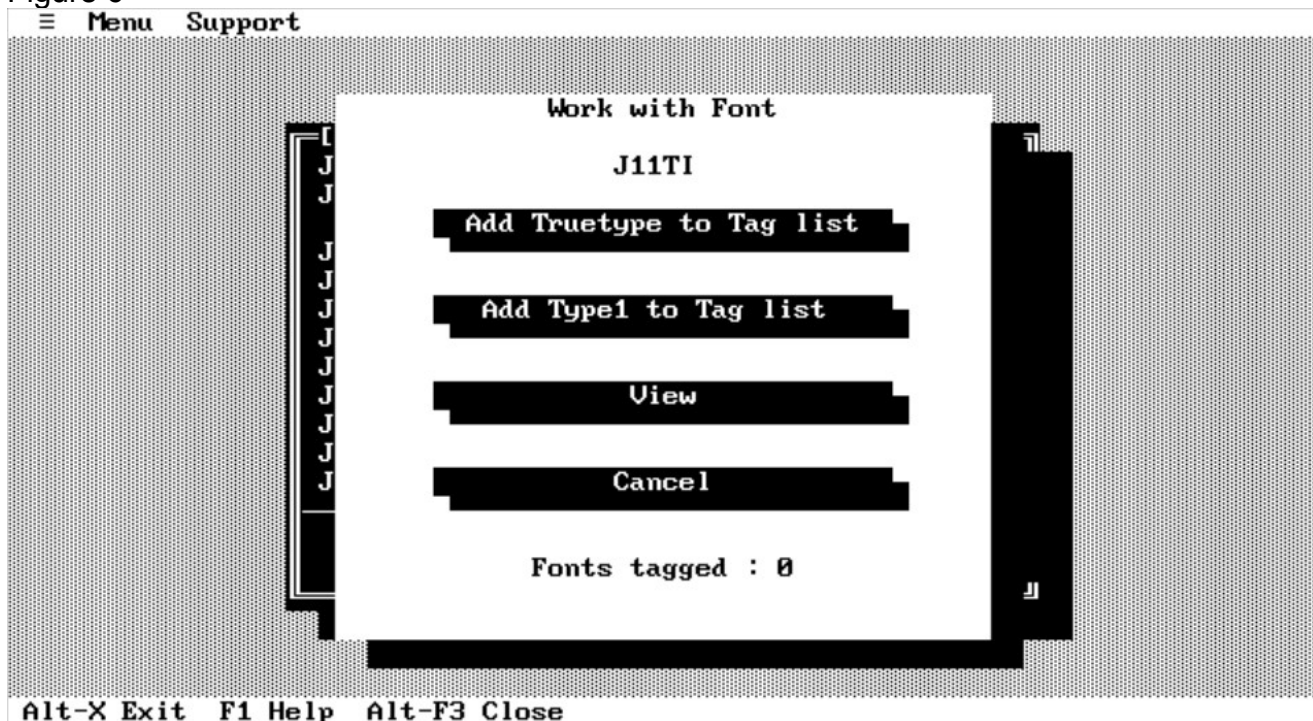 ≡ Menu Support
Work with Font
[
J
J11TI
J
Add Truetype to Tag list
J
J
J
Add Type1 to Tag list
J
J
J
View
J
J
J
Cancel
Fonts tagged : 0
Alt-X Exit F1 Help Alt-F3 Close